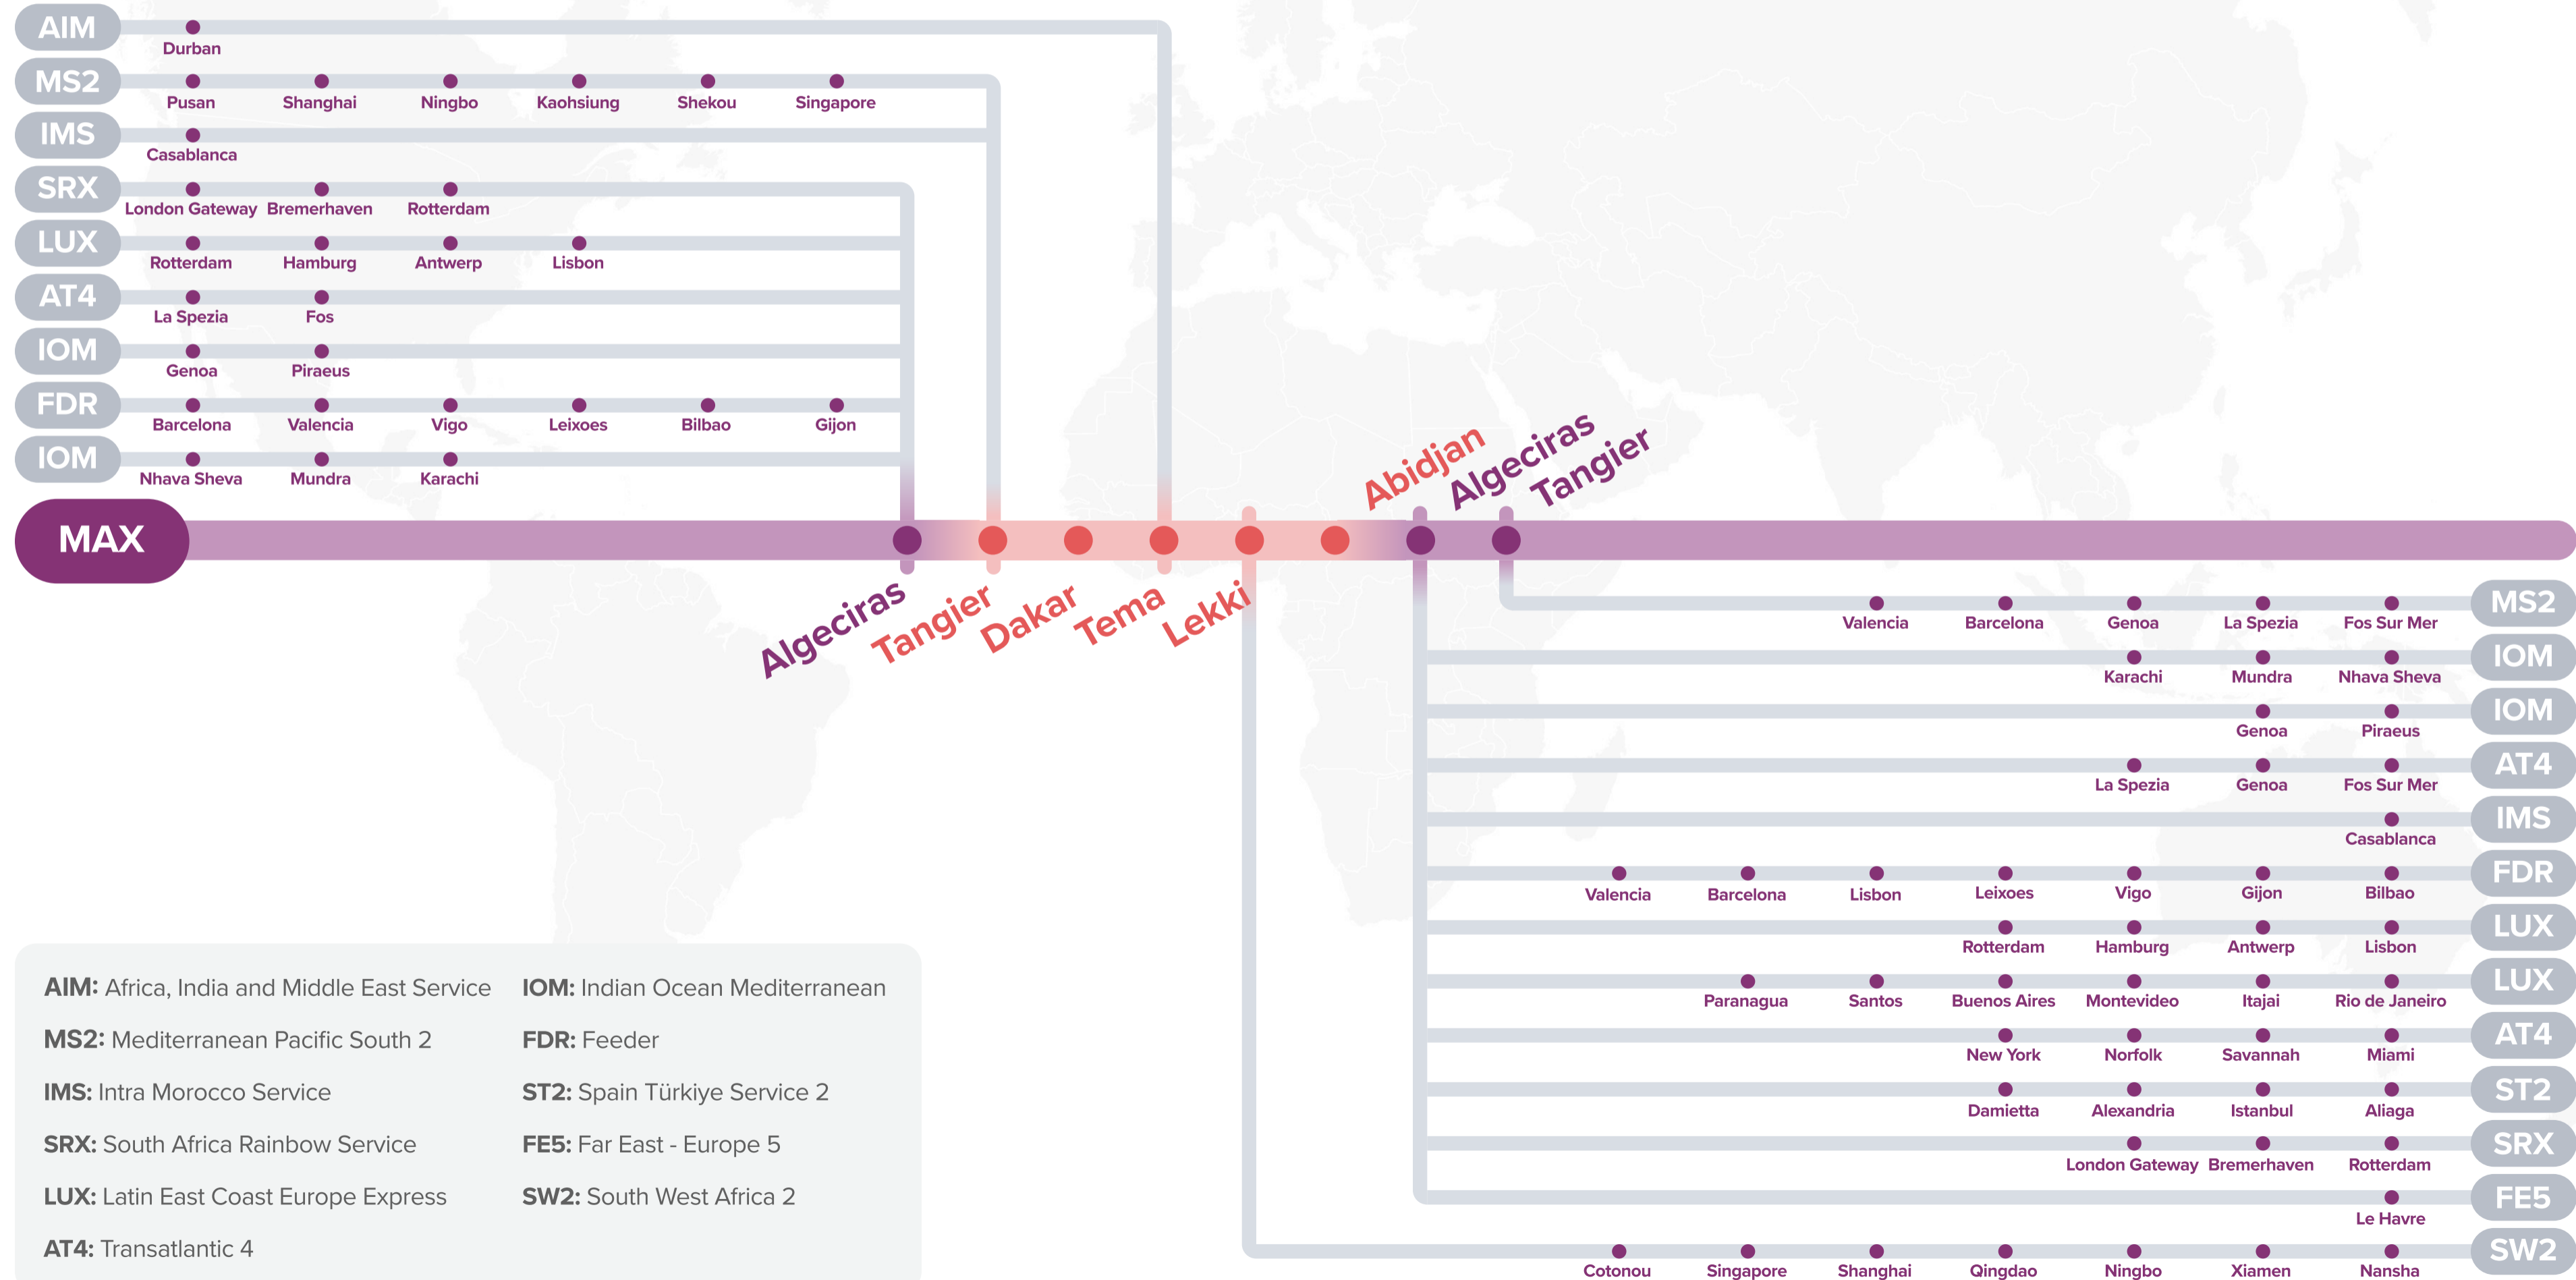 AIM
Durban
MS2
Pusan Shanghai Ningbo Kaohsiung Shekou Singapore
IMS
Casablanca
SRX
London Gateway Bremerhaven Rotterdam
LUX
Rotterdam Hamburg Antwerp Lisbon
AT4
La Spezia Fos
IOM
Genoa Piraeus
FDR
Barcelona Valencia Vigo Leixoes Bilbao Gijon
IOM
Nhava Sheva Mundra Karachi
MAX
Algeciras
Tangier
Dakar
Tema
Lekki
Abidjan
Algeciras
Tangier
MS2
Valencia Barcelona Genoa La Spezia Fos Sur Mer
IOM
Karachi Mundra Nhava Sheva
IOM
Genoa Piraeus
AT4
La Spezia Genoa Fos Sur Mer
IMS
Casablanca
FDR
Valencia Barcelona Lisbon Leixoes Vigo Gijon Bilbao
LUX
Rotterdam Hamburg Antwerp Lisbon
LUX
Paranagua Santos Buenos Aires Montevideo Itajai Rio de Janeiro
AT4
New York Norfolk Savannah Miami
ST2
Damietta Alexandria Istanbul Aliaga
SRX
London Gateway Bremerhaven Rotterdam
FE5
Le Havre
SW2
Cotonou Singapore Shanghai Qingdao Ningbo Xiamen Nansha
AIM: Africa, India and Middle East Service
MS2: Mediterranean Pacific South 2
IMS: Intra Morocco Service
SRX: South Africa Rainbow Service
LUX: Latin East Coast Europe Express
AT4: Transatlantic 4
IOM: Indian Ocean Mediterranean
FDR: Feeder
ST2: Spain Türkiye Service 2
FE5: Far East - Europe 5
SW2: South West Africa 2